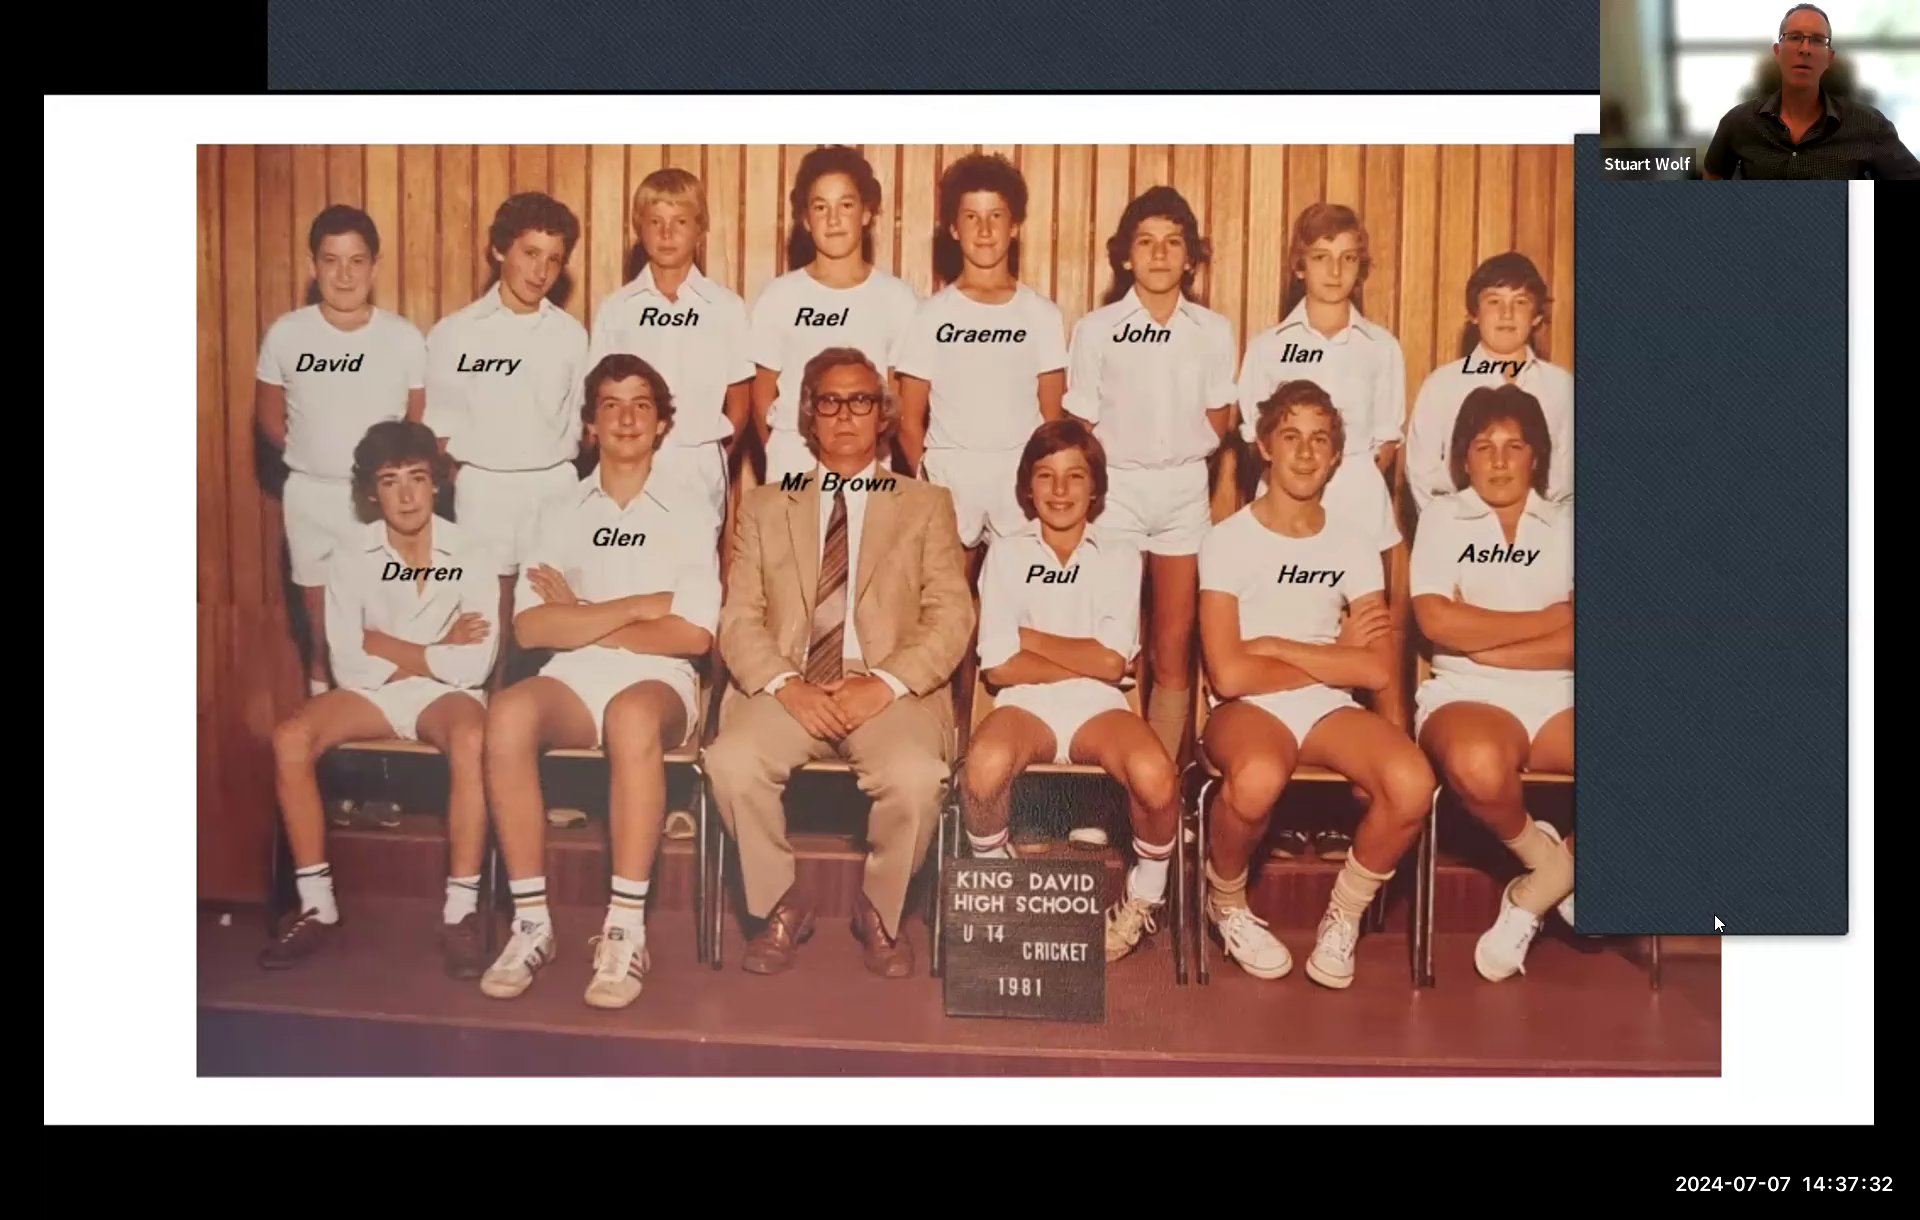 Stuart Wolf
David
Larry
Rosh
Rael
Graeme
John
Ilan
Larry
Darren
Glen
Mr Brown
Paul
Harry
Ashley
KING DAVID
HIGH SCHOOL
U 14
CRICKET
1981
2024-07-07 14:37:32